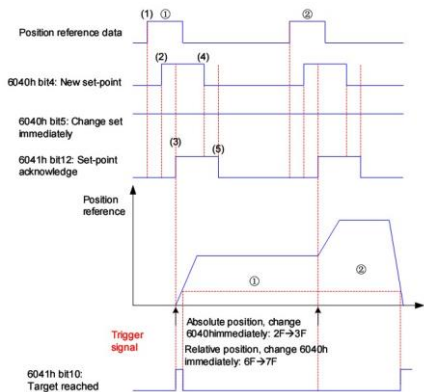 (1)
①
②
Position reference data
(2)
(4)
6040h bit4: New set-point
6040h bit5: Change set
immediately
(3)
(5)
6041h bit12: Set-point
acknowledge
Position
reference
①
②
Trigger
signal
Absolute position, change
6040himmediately: 2F→3F
Relative position, change 6040h
immediately: 6F→7F
6041h bit10:
Target reached